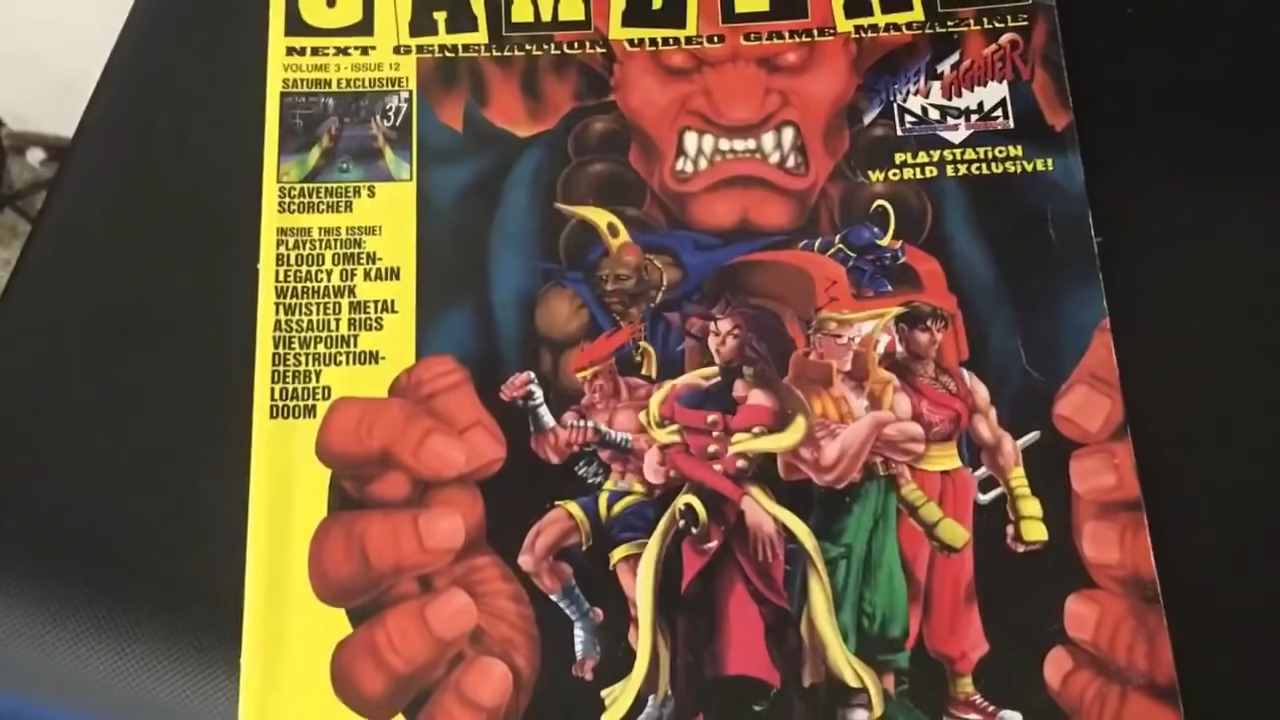 NEXT GENERATION VIDEO GAME MAGAZINE
VOLUME 3 - ISSUE 12
SATURN EXCLUSIVE!
37
SCAVENGER'S
SCORCHER
INSIDE THIS ISSUE!
PLAYSTATION:
BLOOD OMEN-
LEGACY OF KAIN
WARHAWK
TWISTED METAL
ASSAULT RIGS
VIEWPOINT
DESTRUCTION-
DERBY
LOADED
DOOM
STREET FIGHTER
ALPHA
PLAYSTATION
WORLD EXCLUSIVE!